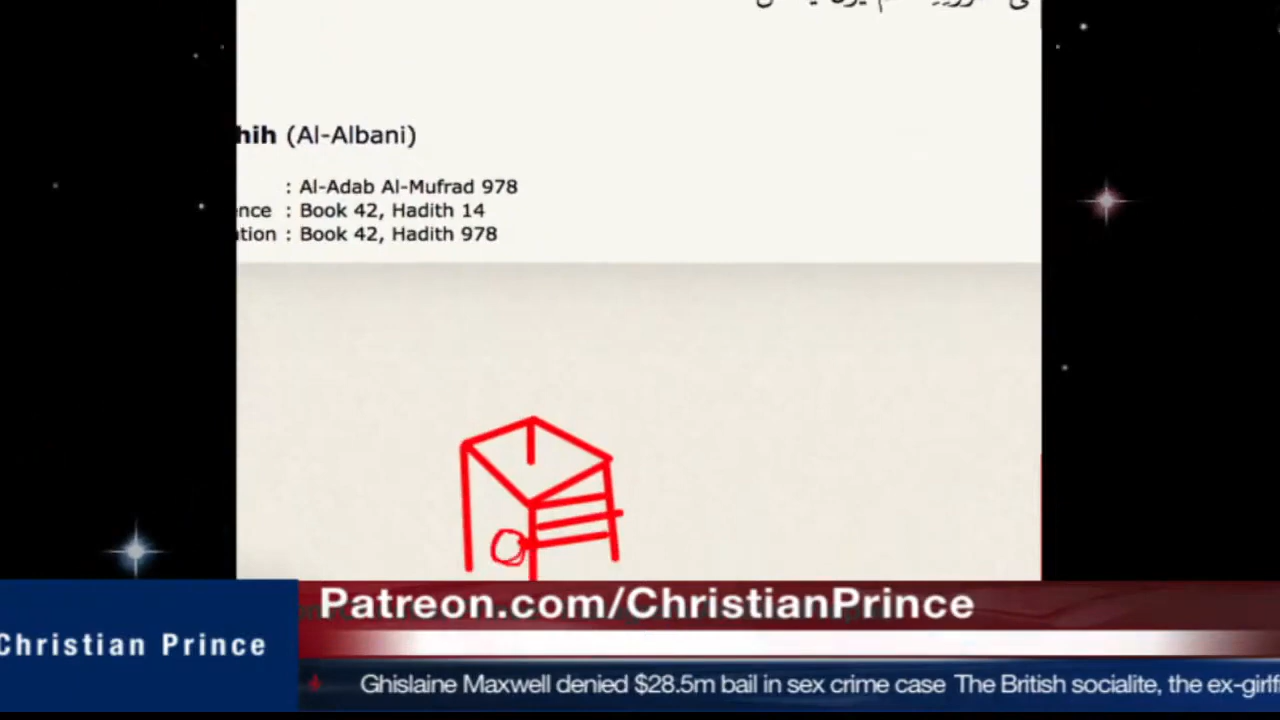 hih (Al-Albani)
: Al-Adab Al-Mufrad 978
nce : Book 42, Hadith 14
tion : Book 42, Hadith 978
Patreon.com/ChristianPrince
Christian Prince
Ghislaine Maxwell denied $28.5m bail in sex crime case The British socialite, the ex-girlf